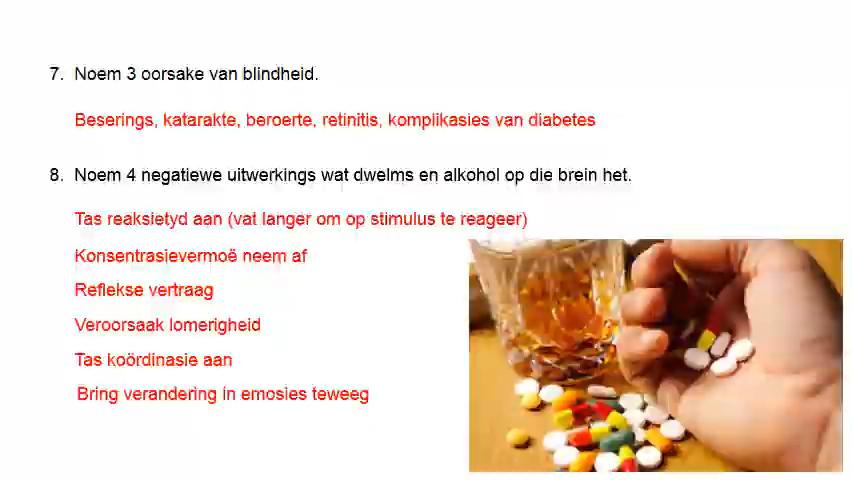 7. Noem 3 oorsake van blindheid.
Beserings, katarakte, beroerte, retinitis, komplikasies van diabetes
8. Noem 4 negatiewe uitwerkings wat dwelms en alkohol op die brein het.
Tas reaksietyd aan (vat langer om op stimulus te reageer)
Konsentrasievermoë neem af
Reflekse vertraag
Veroorsaak lomerigheid
Tas koördinasie aan
Bring verandering in emosies teweeg